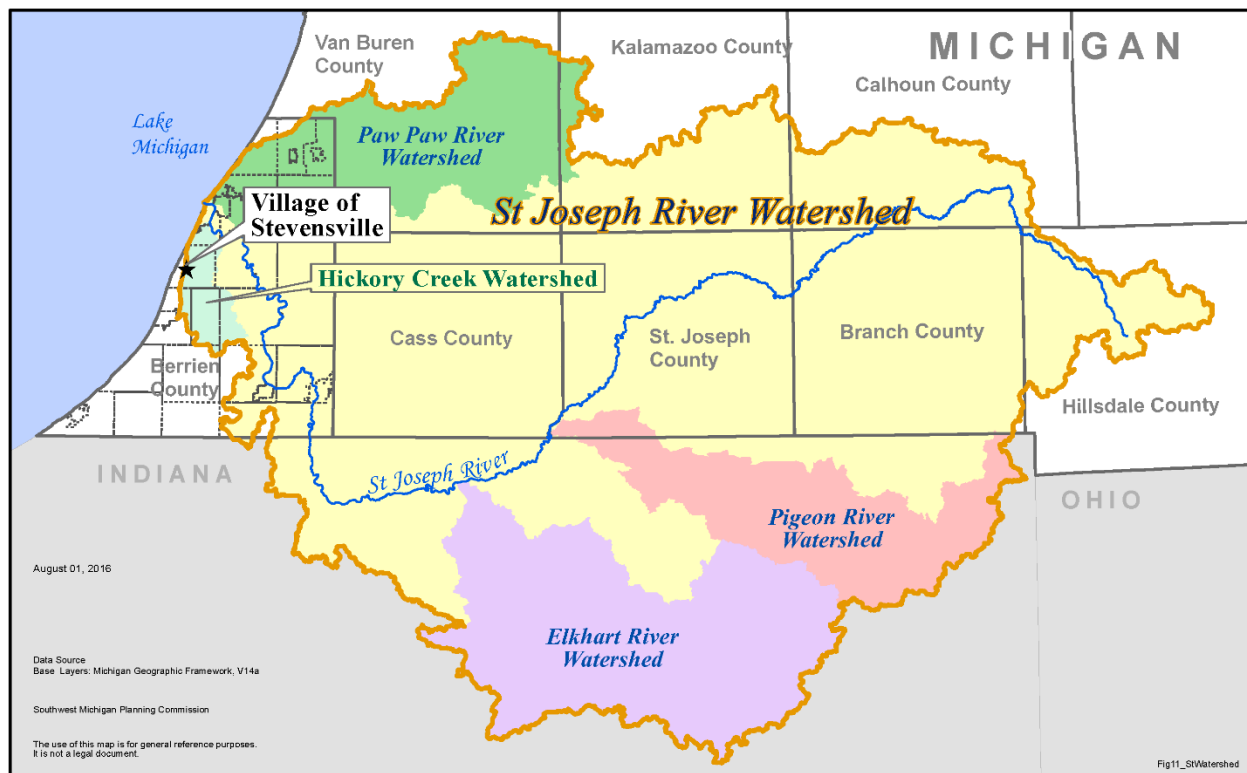 Van Buren
County
Kalamazoo County
MICHIGAN
Calhoun County
Lake
Michigan
Paw Paw River
Watershed
Village of
Stevensville
St Joseph River Watershed
Hickory Creek Watershed
Cass County
St. Joseph
County
Branch County
Berrien
County
Hillsdale County
INDIANA
St Joseph River
OHIO
Pigeon River
Watershed
August 01, 2016
Elkhart River
Watershed
Data Source
Base Layers: Michigan Geographic Framework, V14a
Southwest Michigan Planning Commission
The use of this map is for general reference purposes.
It is not a legal document.
Fig11_StWatershed